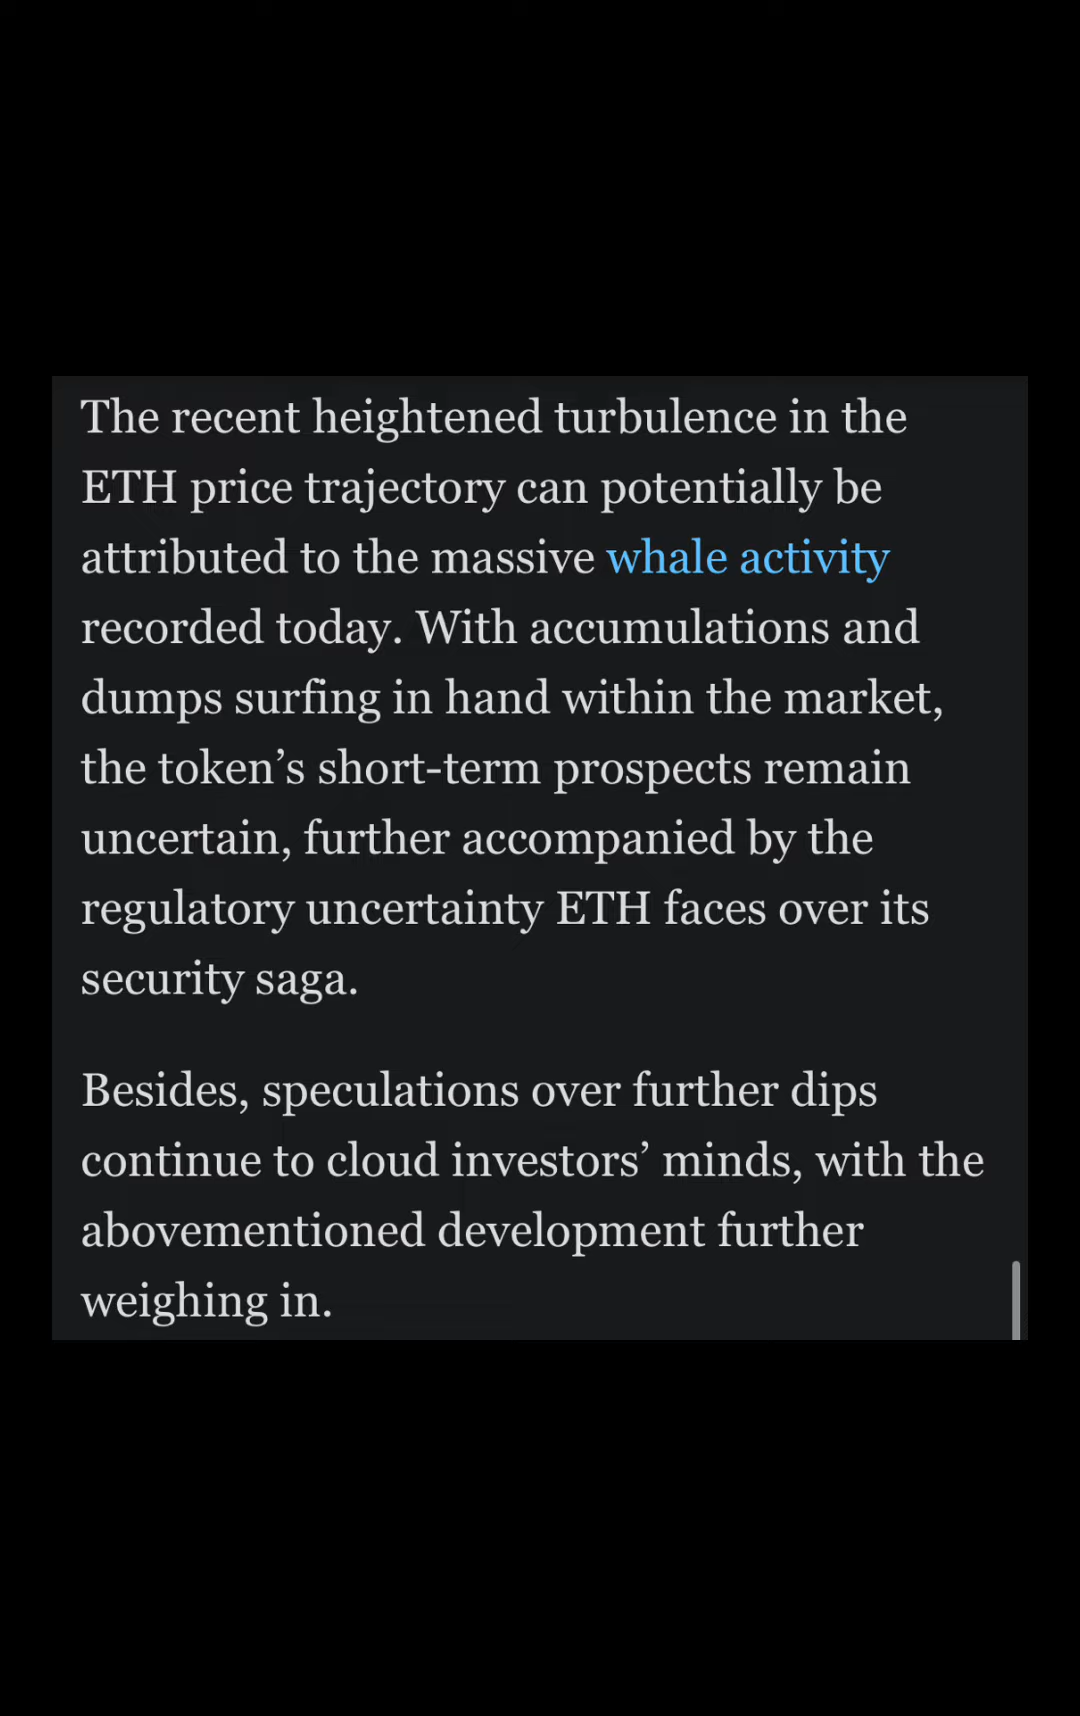 The recent heightened turbulence in the
ETH price trajectory can potentially be
attributed to the massive whale activity
recorded today. With accumulations and
dumps surfing in hand within the market,
the token’s short-term prospects remain
uncertain, further accompanied by the
regulatory uncertainty ETH faces over its
security saga.
Besides, speculations over further dips
continue to cloud investors’ minds, with the
abovementioned development further
weighing in.